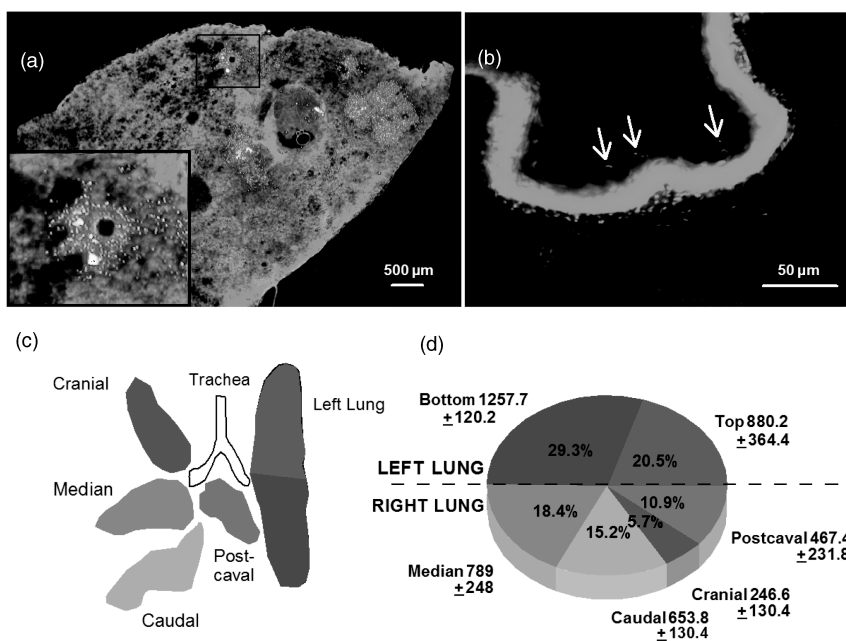 (a)
500 µm
(b)
50 µm
(c)
Cranial
Trachea
Left Lung
Median
Post-
caval
Caudal
(d)
Bottom 1257.7
±120.2
Top 880.2
±364.4
29.3%
20.5%
LEFT LUNG
RIGHT LUNG
18.4%
15.2%
5.7%
10.9%
Postcaval 467.4
±231.8
Median 789
±248
Cranial 246.6
±130.4
Caudal 653.8
±130.4